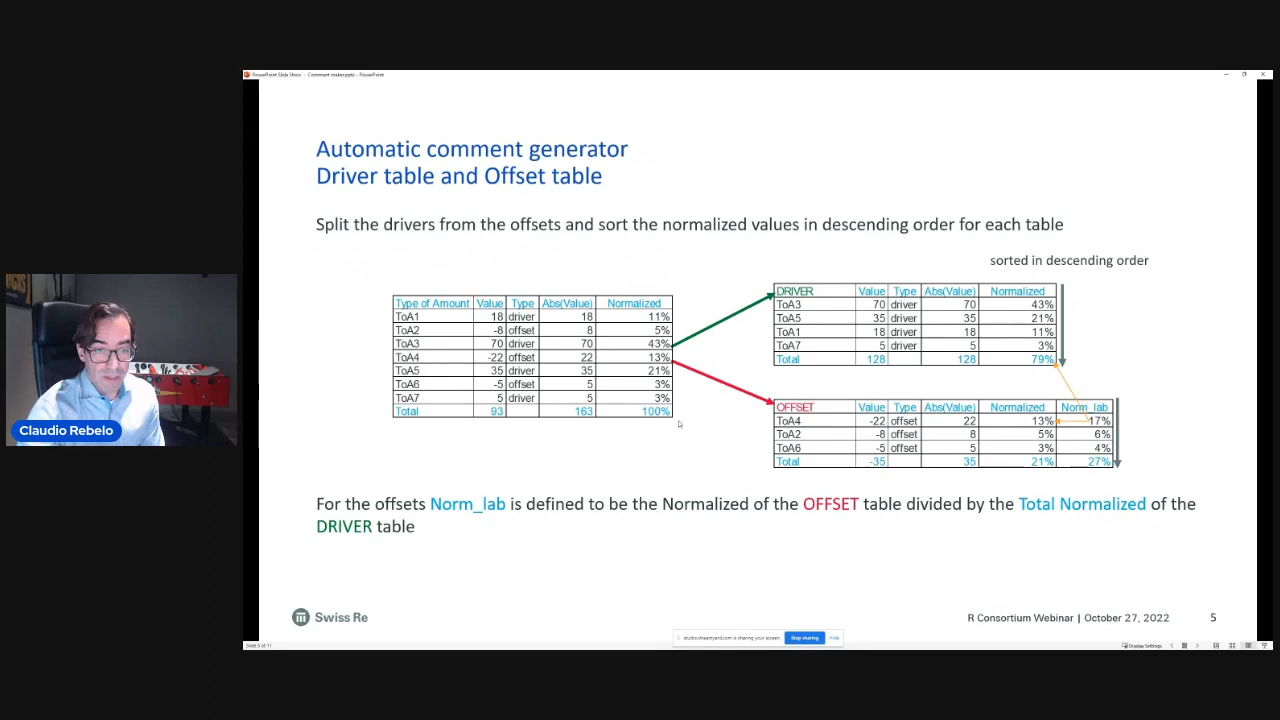 PowerPoint Slide Show - Comment maker.pptx - PowerPoint
Automatic comment generator
Driver table and Offset table
Split the drivers from the offsets and sort the normalized values in descending order for each table
sorted in descending order
Type of Amount Value Type Abs(Value) Normalized
ToA1 18 driver 18 11%
ToA2 -8 offset 8 5%
ToA3 70 driver 70 43%
ToA4 -22 offset 22 13%
ToA5 35 driver 35 21%
ToA6 -5 offset 5 3%
ToA7 5 driver 5 3%
Total 93 163 100%
DRIVER Value Type Abs(Value) Normalized
ToA3 70 driver 70 43%
ToA5 35 driver 35 21%
ToA1 18 driver 18 11%
ToA7 5 driver 5 3%
Total 128 128 79%
OFFSET Value Type Abs(Value) Normalized Norm_lab
ToA4 -22 offset 22 13% 17%
ToA2 -8 offset 8 5% 6%
ToA6 -5 offset 5 3% 4%
Total -35 35 21% 27%
Claudio Rebelo
For the offsets Norm_lab is defined to be the Normalized of the OFFSET table divided by the Total Normalized of the
DRIVER table
Swiss Re
R Consortium Webinar | October 27, 2022 5
studio.streamyard.com is sharing your screen. Stop sharing Hide
Slide 5 of 11
Display Settings